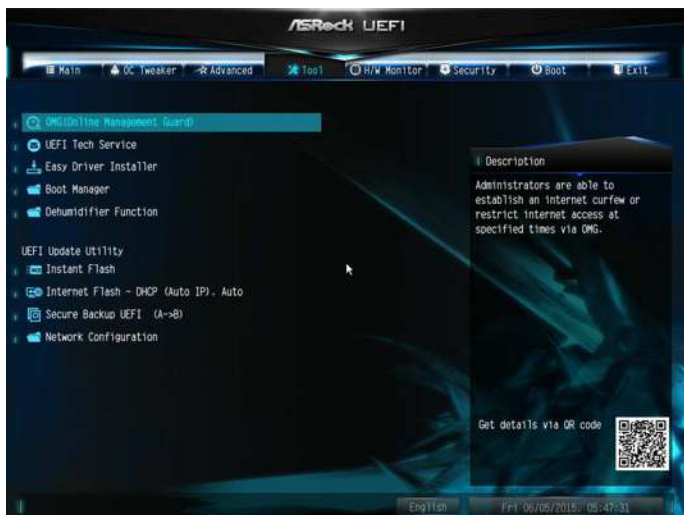 ASRock UEFI
Main OC Tweaker Advanced Tool H/W Monitor Security Boot Exit
OMG(Online Management Guard)
UEFI Tech Service
Easy Driver Installer
Boot Manager
Dehumidifier Function
UEFI Update Utility
Instant Flash
Internet Flash - DHCP (Auto IP), Auto
Secure Backup UEFI (A->B)
Network Configuration
Description
Administrators are able to
establish an internet curfew or
restrict internet access at
specified times via OMG.
Get details via QR code
English
Fri 06/05/2015, 05:47:31